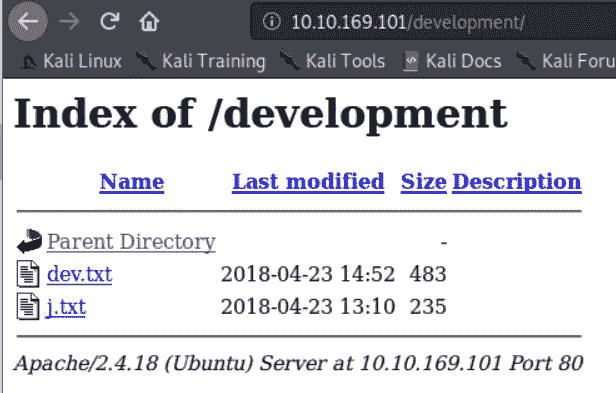 10.10.169.101/development/
Kali Linux Kali Training Kali Tools Kali Docs Kali Foru
Index of /development
Name Last modified Size Description
Parent Directory -
dev.txt 2018-04-23 14:52 483
j.txt 2018-04-23 13:10 235
Apache/2.4.18 (Ubuntu) Server at 10.10.169.101 Port 80